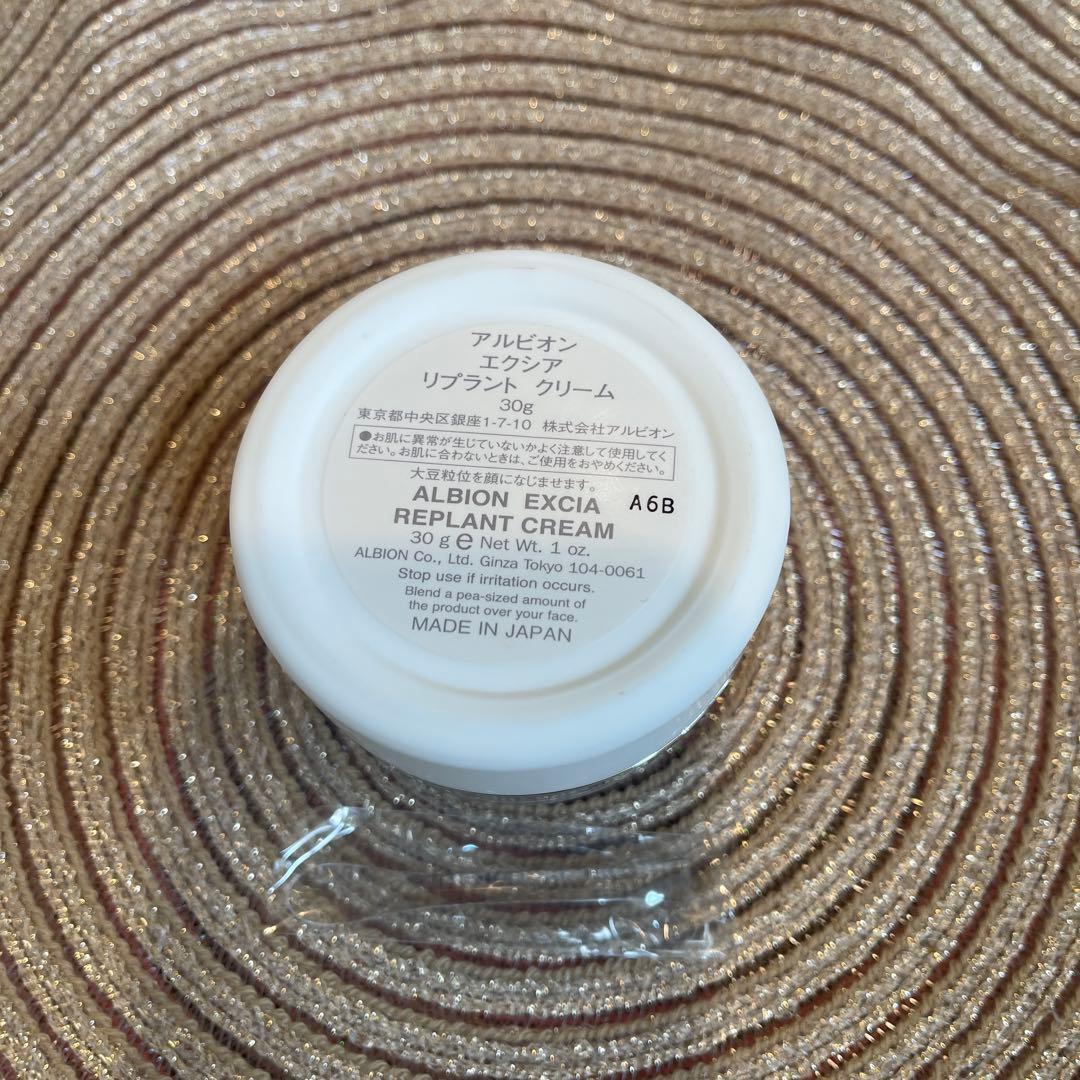 アルビオン
エクシア
リプラント クリーム
30g
東京都中央区銀座1-7-10 株式会社アルビオン
●お肌に異常が生じていないかよく注意して使用してく
ださい。お肌に合わないときは、ご使用をおやめください。
大豆粒位を顔になじませます。
ALBION EXCIA A6B
REPLANT CREAM
30 g ℮ Net Wt. 1 oz.
ALBION Co., Ltd. Ginza Tokyo 104-0061
Stop use if irritation occurs.
Blend a pea-sized amount of
the product over your face.
MADE IN JAPAN